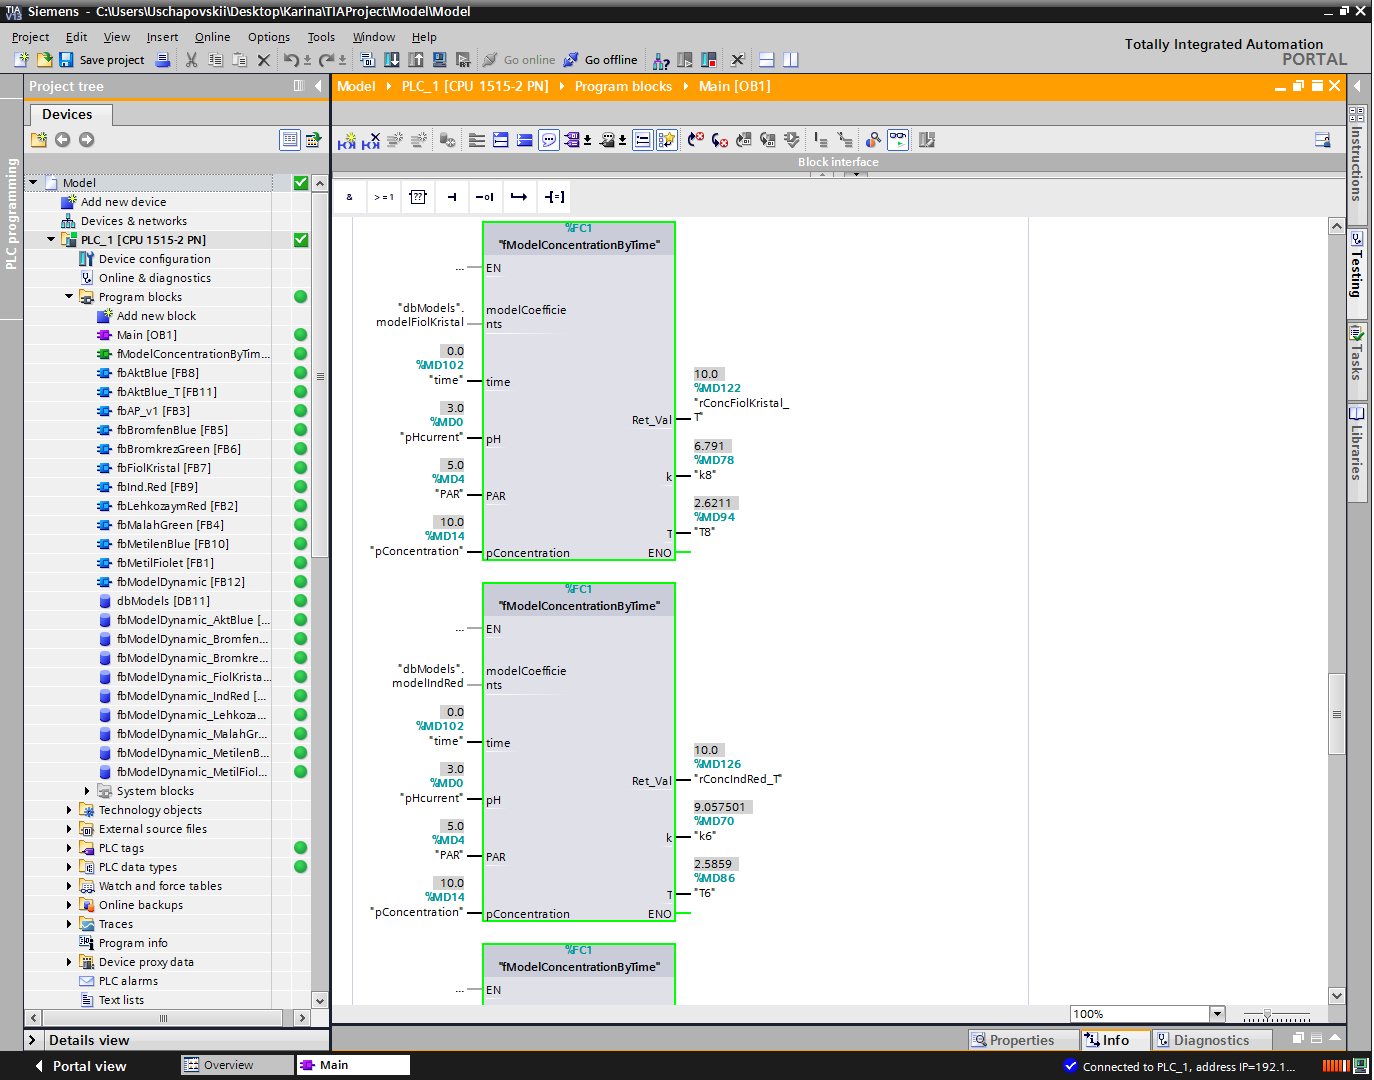 Siemens  -  C:\Users\Uschapovskii\Desktop\Karina\TIAProject\Model\Model
Project Edit View Insert Online Options Tools Window Help
Totally Integrated Automation
PORTAL
Save project
Go online
Go offline
Project tree
Model
PLC_1 [CPU 1515-2 PN]
Program blocks
Main [OB1]
Devices
PLC programming
Block interface
Model
Add new device
Devices & networks
PLC_1 [CPU 1515-2 PN]
Device configuration
Online & diagnostics
Program blocks
Add new block
Main [OB1]
fModelConcentrationByTim...
fbAktBlue [FB8]
fbAktBlue_T [FB11]
fbAP_v1 [FB3]
fbBromfenBlue [FB5]
fbBromkrezGreen [FB6]
fbFiolKristal [FB7]
fbInd.Red [FB9]
fbLehkozaymRed [FB2]
fbMalahGreen [FB4]
fbMetilenBlue [FB10]
fbMetilFiolet [FB1]
fbModelDynamic [FB12]
dbModels [DB11]
fbModelDynamic_AktBlue [...
fbModelDynamic_Bromfen...
fbModelDynamic_Bromkre...
fbModelDynamic_FiolKrista...
fbModelDynamic_IndRed [...
fbModelDynamic_Lehkoza...
fbModelDynamic_MalahGr...
fbModelDynamic_MetilenB...
fbModelDynamic_MetilFiol...
System blocks
Technology objects
External source files
PLC tags
PLC data types
Watch and force tables
Online backups
Traces
Program info
Device proxy data
PLC alarms
Text lists
Details view
& >=1 ?? -o| -[=]
%FC1
"fModelConcentrationByTime"
... EN
"dbModels".
modelFiolKristal
modelCoefficie
nts
0.0
%MD102
"time" time
3.0
%MD0
"pHcurrent" pH
5.0
%MD4
"PAR" PAR
10.0
%MD14
"pConcentration" pConcentration
10.0
%MD122
"rConcFiolKristal_
T"
Ret_Val
6.791
%MD78
k "k8"
2.6211
%MD94
T "T8"
ENO
%FC1
"fModelConcentrationByTime"
... EN
"dbModels".
modelIndRed
modelCoefficie
nts
0.0
%MD102
"time" time
3.0
%MD0
"pHcurrent" pH
5.0
%MD4
"PAR" PAR
10.0
%MD14
"pConcentration" pConcentration
10.0
%MD126
Ret_Val "rConcIndRed_T"
9.057501
%MD70
k "k6"
2.5859
%MD86
T "T6"
ENO
%FC1
"fModelConcentrationByTime"
... EN
100%
Instructions
Testing
Tasks
Libraries
Properties
Info
Diagnostics
Portal view
Overview
Main
Connected to PLC_1, address IP=192.1...